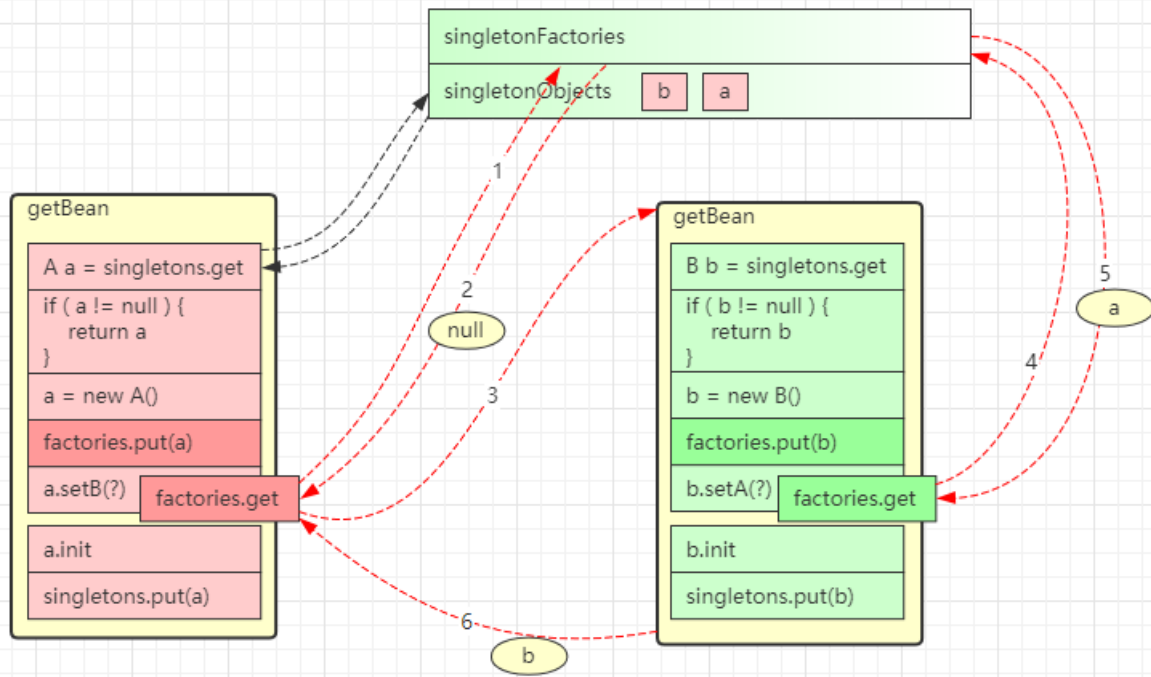 singletonFactories
singletonObjects b a
1
2
null
3
4
5
a
6
b
getBean
A a = singletons.get
if ( a != null ) {
return a
}
a = new A()
factories.put(a)
a.setB(?) factories.get
a.init
singletons.put(a)
getBean
B b = singletons.get
if ( b != null ) {
return b
}
b = new B()
factories.put(b)
b.setA(?) factories.get
b.init
singletons.put(b)